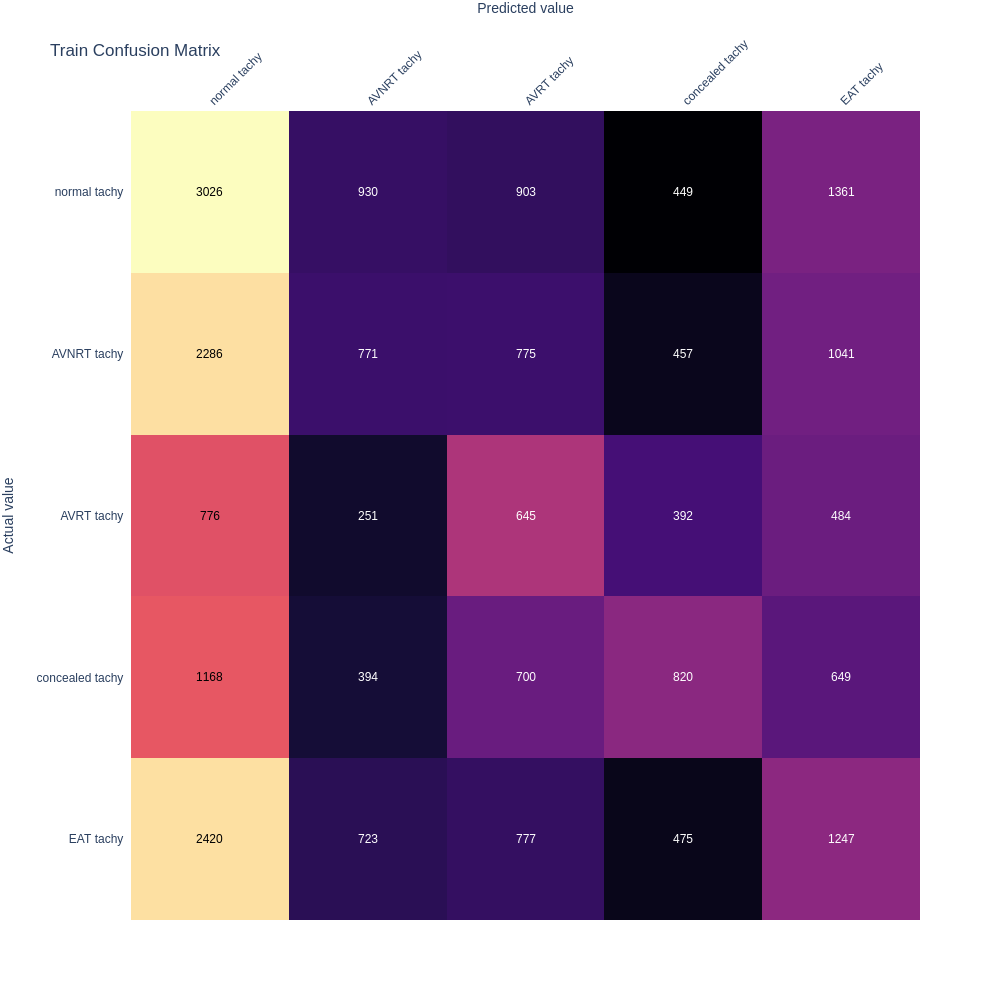 Predicted value
Train Confusion Matrix
normal tachy
AVNRT tachy
AVRT tachy
concealed tachy
EAT tachy
normal tachy 3026 930 903 449 1361
AVNRT tachy 2286 771 775 457 1041
Actual value
AVRT tachy 776 251 645 392 484
concealed tachy 1168 394 700 820 649
EAT tachy 2420 723 777 475 1247